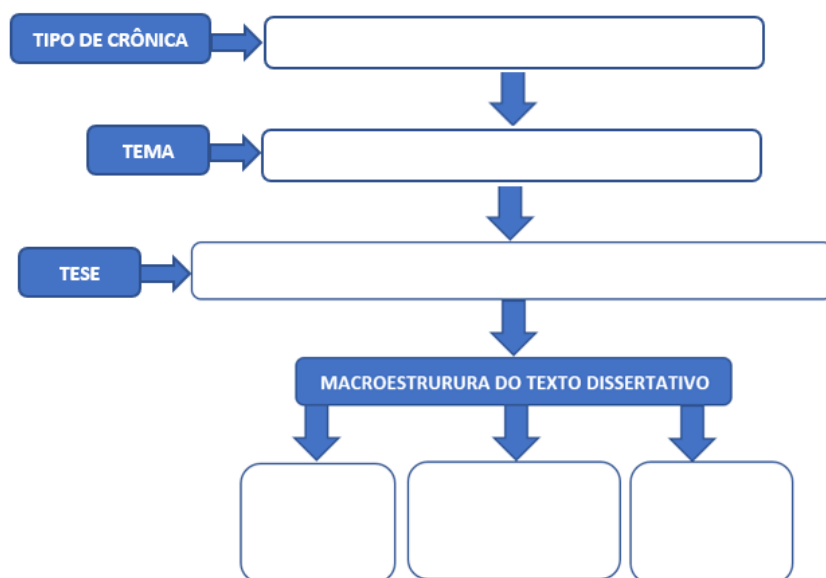 TIPO DE CRÔNICA
TEMA
TESE
MACROESTRURURA DO TEXTO DISSERTATIVO